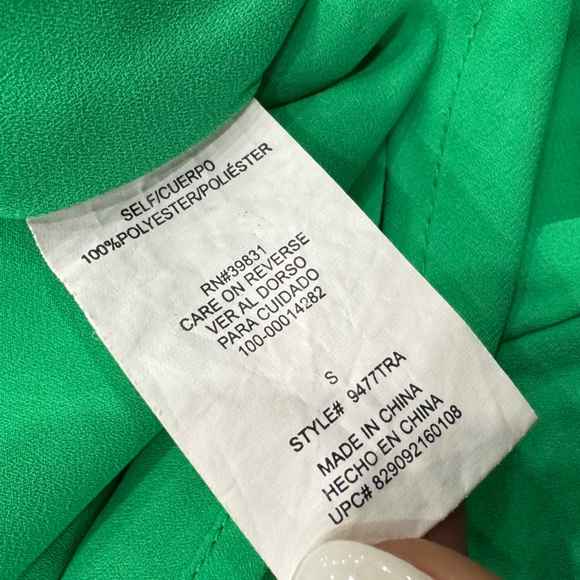 SELF/CUERPO
100%POLYESTER/POLIÉSTER
RN#39831
CARE ON REVERSE
VER AL DORSO
PARA CUIDADO
100-00014282
S
STYLE# 9477TRA
MADE IN CHINA
HECHO EN CHINA
UPC# 829092160108